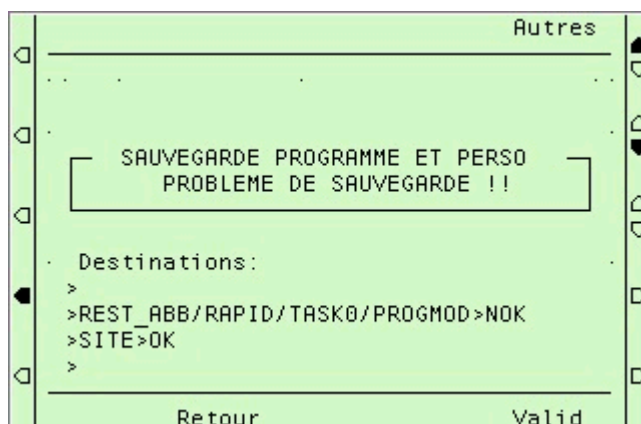 Autres
SAUVEGARDE PROGRAMME ET PERSO
PROBLEME DE SAUVEGARDE !!
Destinations:
>
>REST_ABB/RAPID/TASK0/PROGMOD>NOK
>SITE>OK
>
Retour Valid